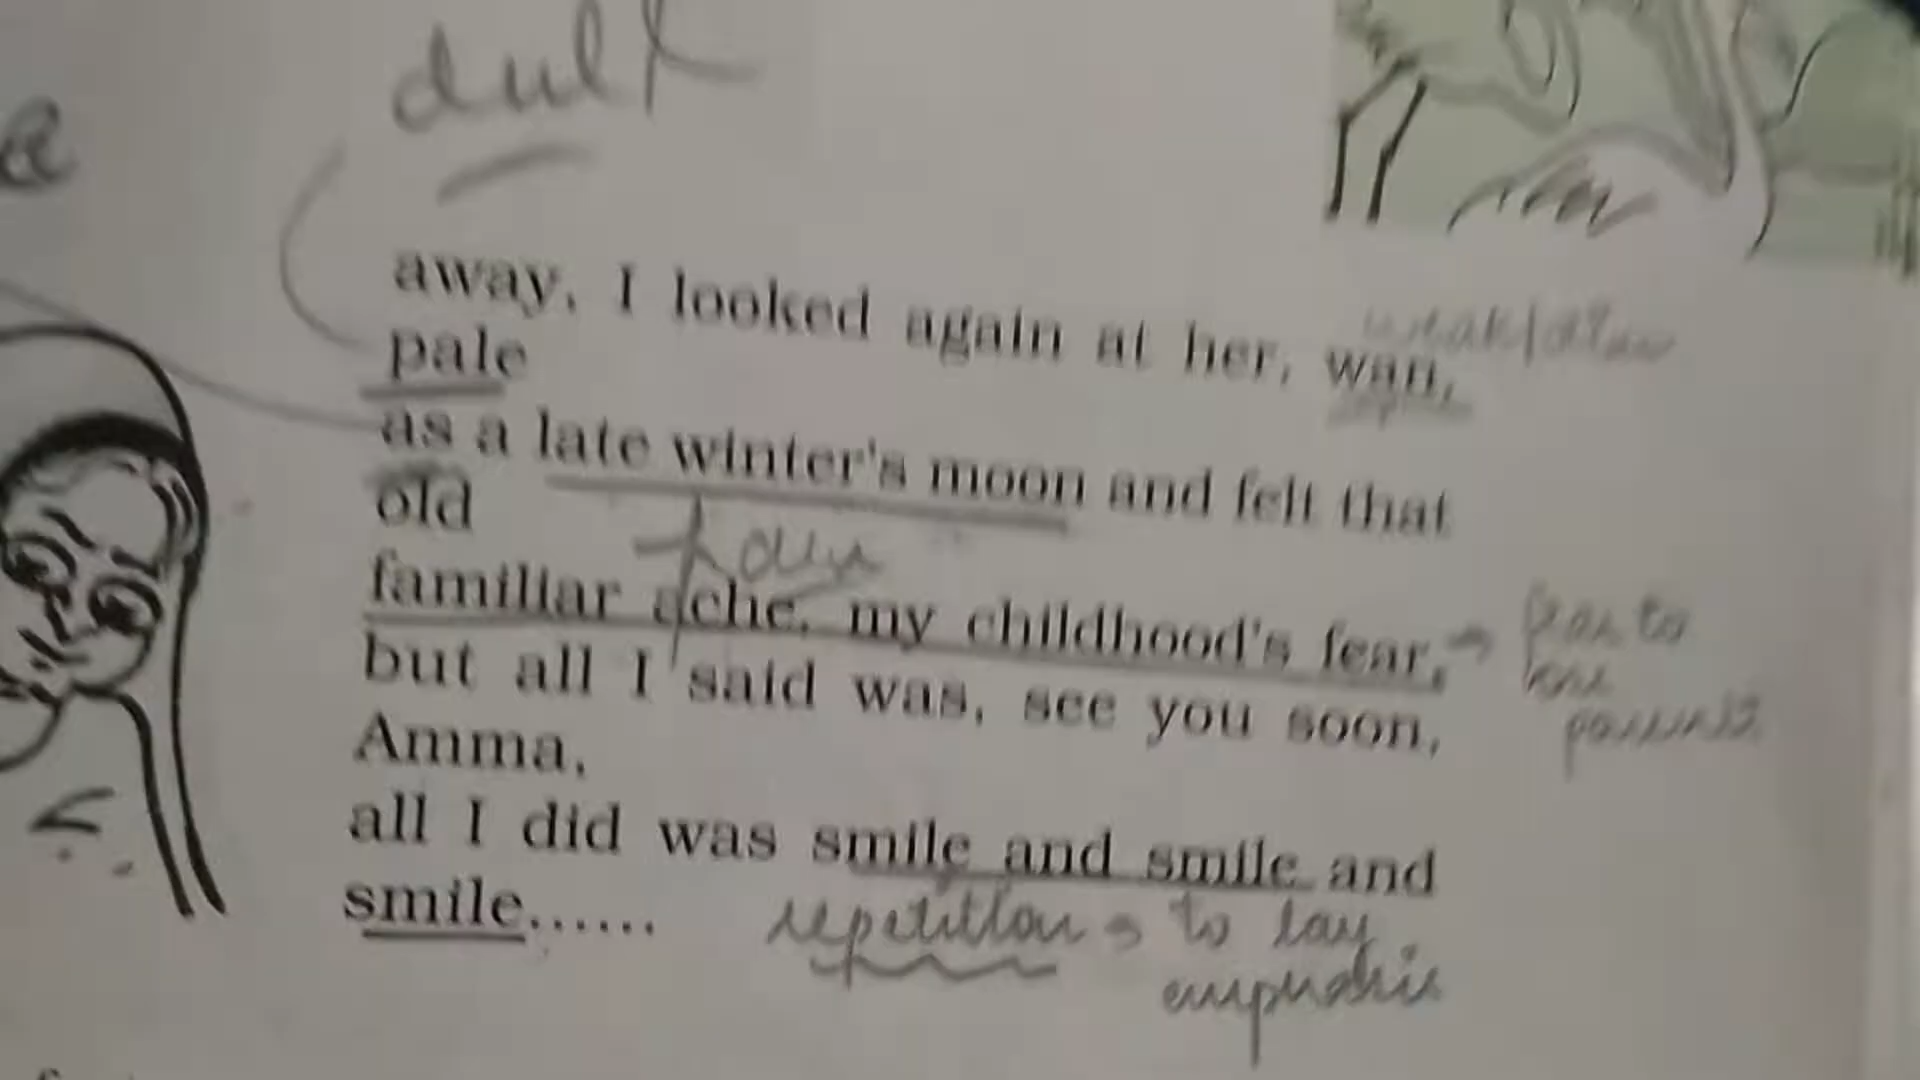 dull
away, I looked again at her, wan,
pale
as a late winter's moon and felt that
old
pain
familiar ache, my childhood's fear,
fear to
lose
parents
but all I said was, see you soon,
Amma,
all I did was smile and smile and
smile......
repetition to lay
emphasis